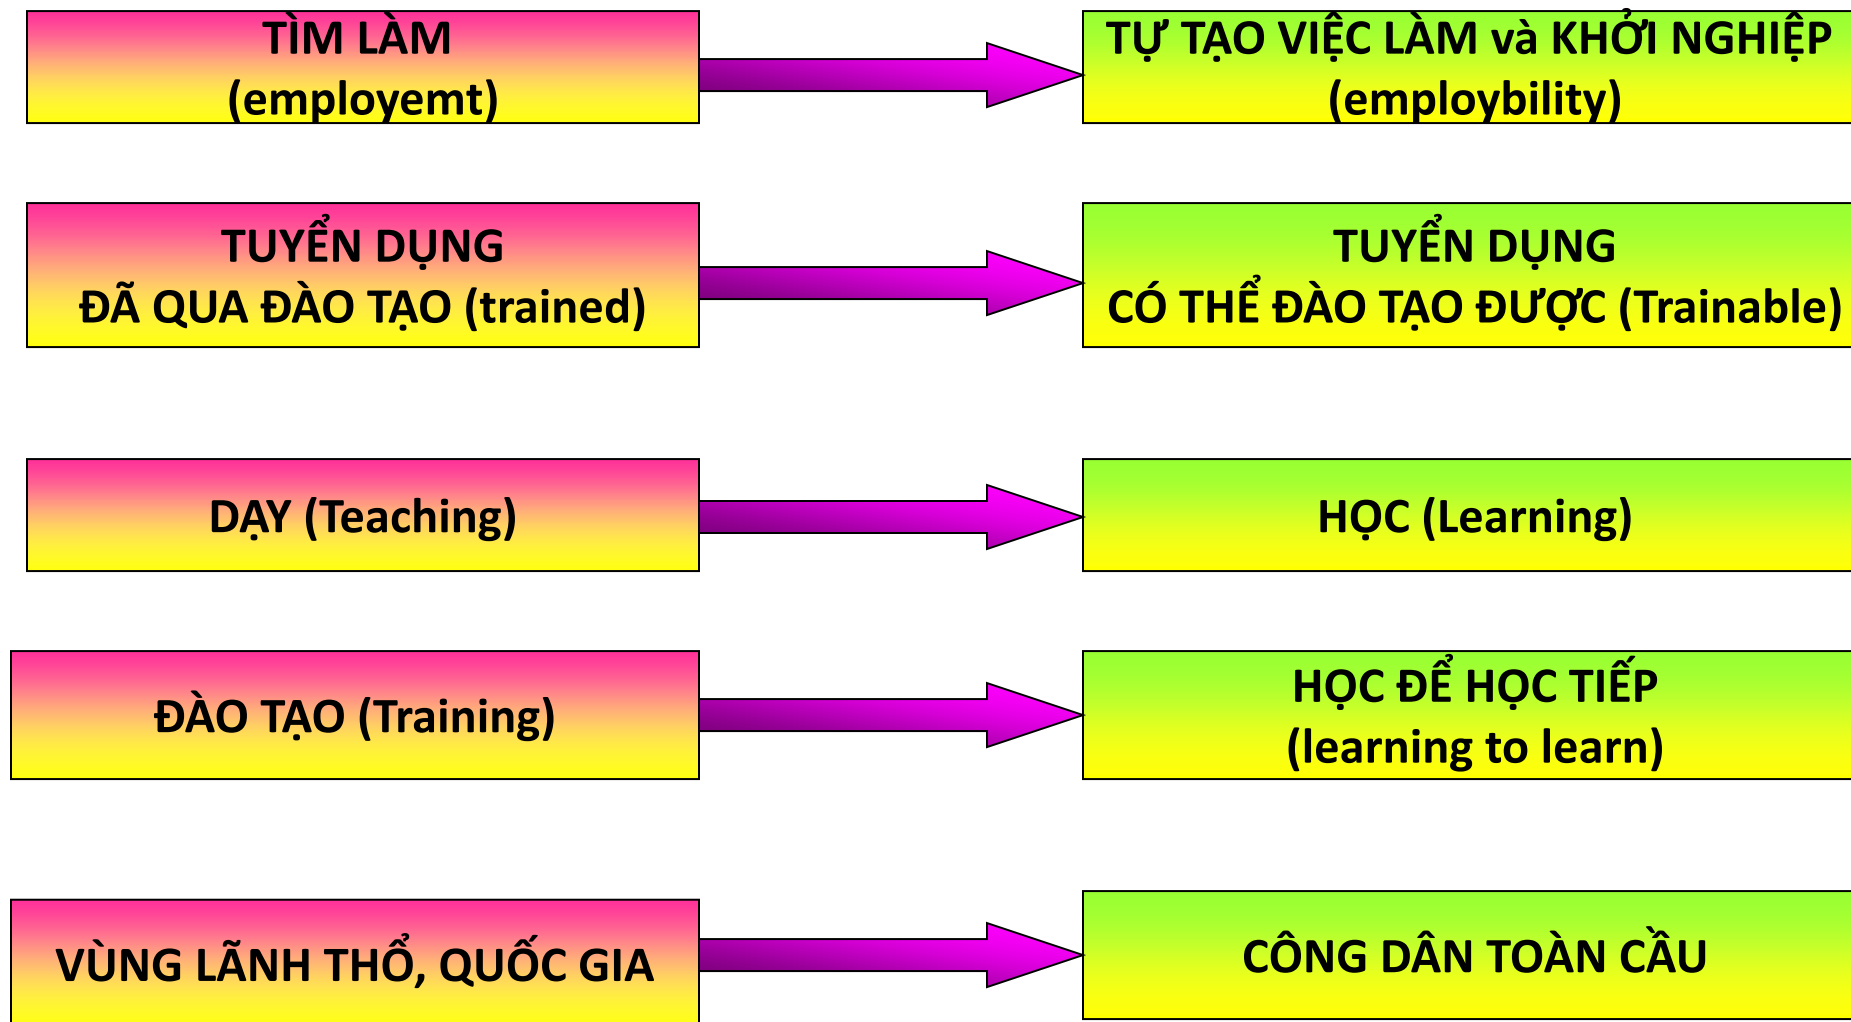 TÌM LÀM
(employemt)
TỰ TẠO VIỆC LÀM và KHỞI NGHIỆP
(employbility)
TUYỂN DỤNG
ĐÃ QUA ĐÀO TẠO (trained)
TUYỂN DỤNG
CÓ THỂ ĐÀO TẠO ĐƯỢC (Trainable)
DẠY (Teaching)
HỌC (Learning)
ĐÀO TẠO (Training)
HỌC ĐỂ HỌC TIẾP
(learning to learn)
VÙNG LÃNH THỔ, QUỐC GIA
CÔNG DÂN TOÀN CẦU